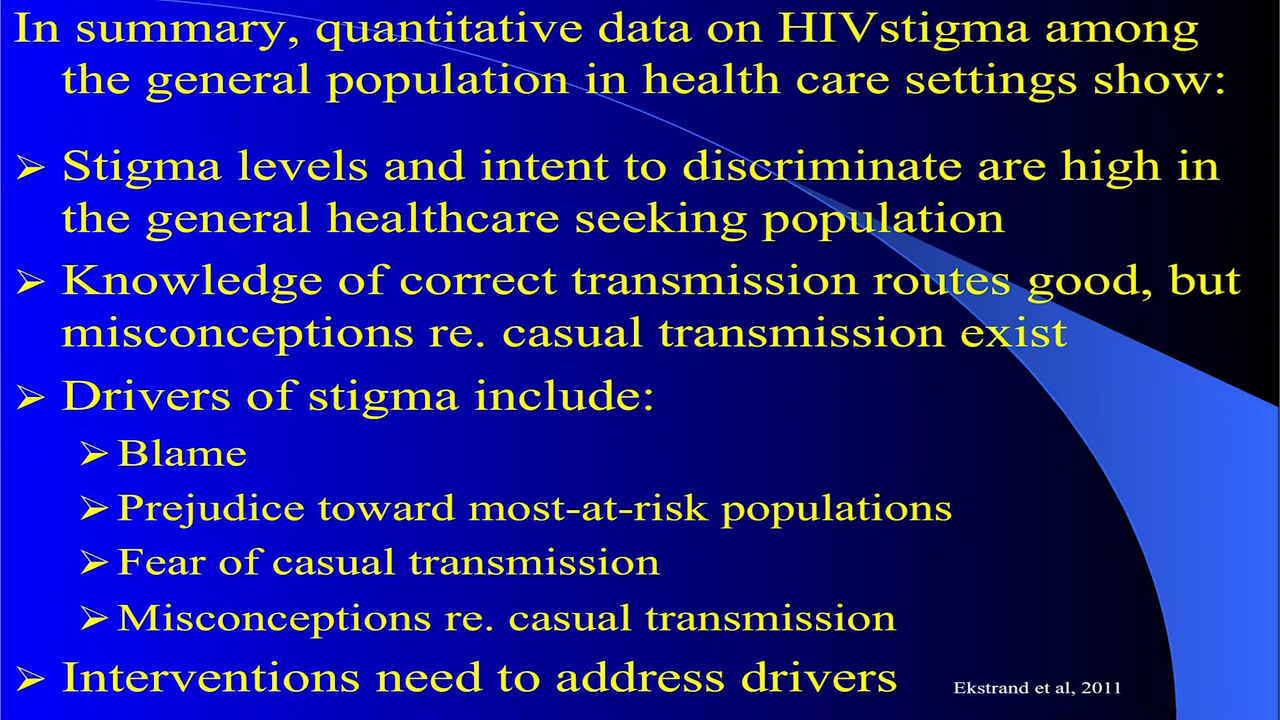 In summary, quantitative data on HIVstigma among
the general population in health care settings show:
➢ Stigma levels and intent to discriminate are high in
the general healthcare seeking population
➢ Knowledge of correct transmission routes good, but
misconceptions re. casual transmission exist
➢ Drivers of stigma include:
➢ Blame
➢ Prejudice toward most-at-risk populations
➢ Fear of casual transmission
➢ Misconceptions re. casual transmission
➢ Interventions need to address drivers
Ekstrand et al, 2011